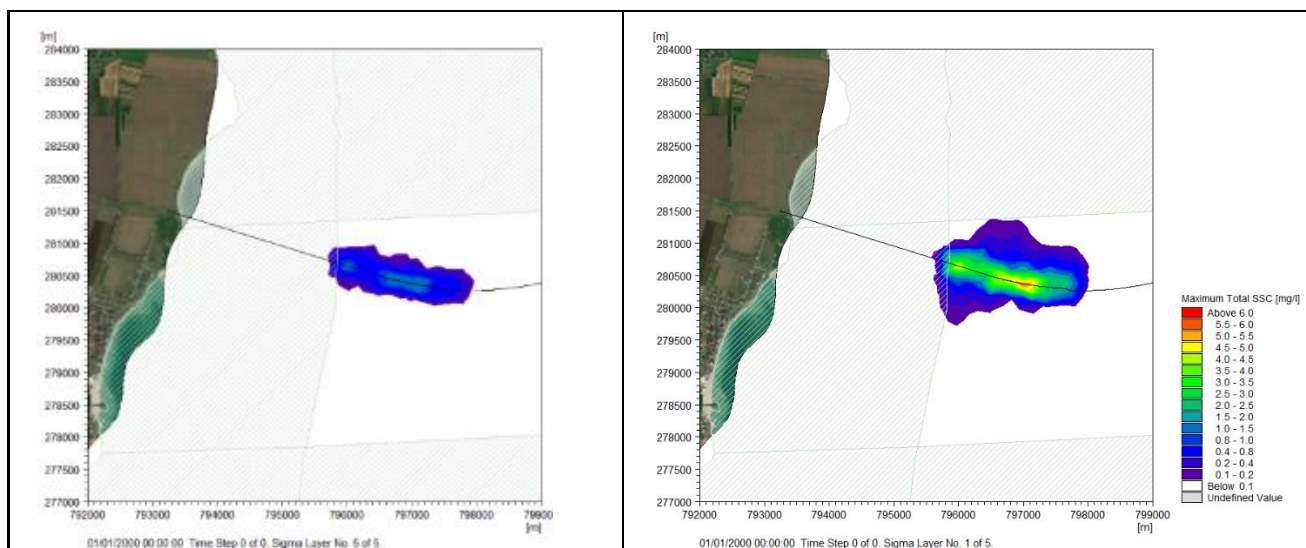 [m]
284000
283500
283000
282500
282000
281500
281000
280500
280000
279500
279000
278500
278000
277500
277000
792000 793000 794000 795000 796000 797000 798000 79900
[m]
01/01/2000 00:00:00 Time Step 0 of 0. Sigma Layer No. 5 of 5.
[m]
284000
283500
283000
282500
282000
281500
281000
280500
280000
279500
279000
278500
278000
277500
277000
792000 793000 794000 795000 796000 797000 798000 799000
[m]
01/01/2000 00:00:00 Time Step 0 of 0. Sigma Layer No. 1 of 5.
Maximum Total SSC [mg/l]
Above 6.0
5.5 - 6.0
5.0 - 5.5
4.5 - 5.0
4.0 - 4.5
3.5 - 4.0
3.0 - 3.5
2.5 - 3.0
2.0 - 2.5
1.5 - 2.0
1.0 - 1.5
0.8 - 1.0
0.4 - 0.8
0.2 - 0.4
0.1 - 0.2
Below 0.1
Undefined Value